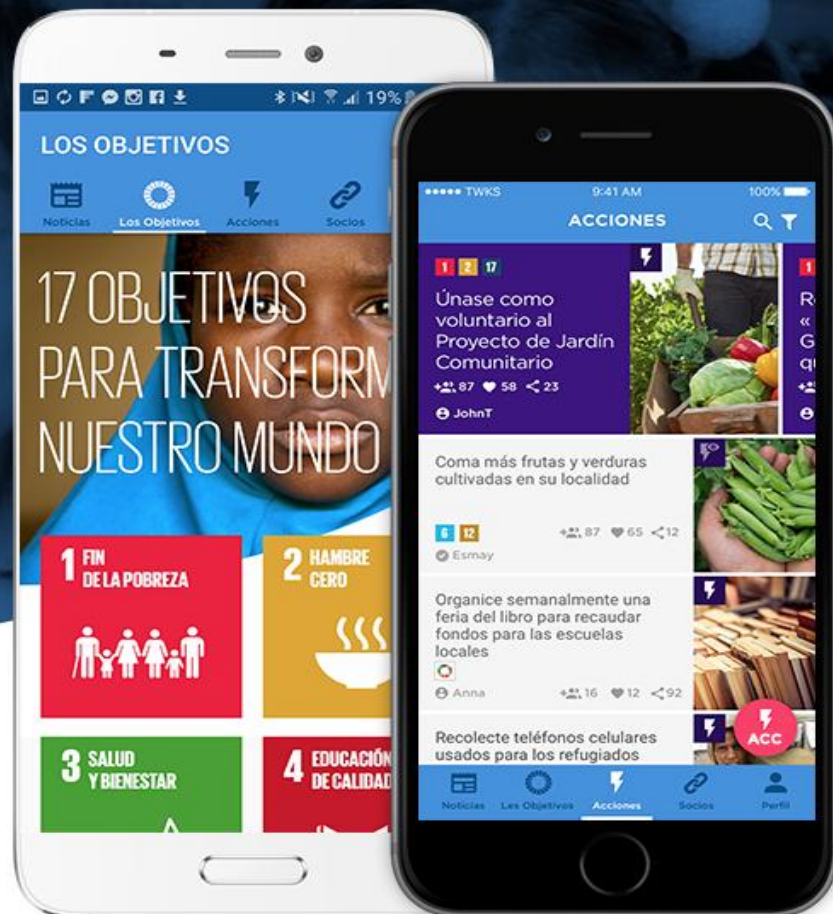 19%
LOS OBJETIVOS
Noticias Los Objetivos Acciones Socios
17 OBJETIVOS
PARA TRANSFORM
NUESTRO MUNDO
1 FIN
DE LA POBREZA
2 HAMBRE
CERO
3 SALUD
Y BIENESTAR
4 EDUCACIÓN
DE CALIDAD
TWKS 9:41 AM 100%
ACCIONES
1 2 17
Únase como
voluntario al
Proyecto de Jardín
Comunitario
87 58 23
JohnT
1
R
«
G
q
Coma más frutas y verduras
cultivadas en su localidad
6 12 87 65 12
Esmay
Organice semanalmente una
feria del libro para recaudar
fondos para las escuelas
locales
Anna 16 12 92
Recolecte teléfonos celulares
usados para los refugiados
ACC
Noticias Los Objetivos Acciones Socios Perfil